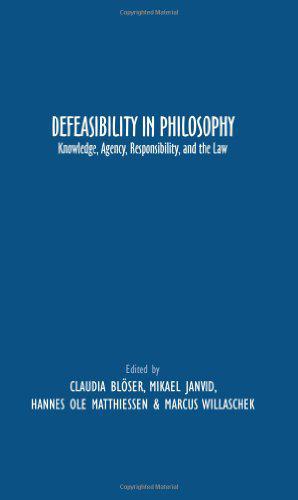 DEFEASIBILITY IN PHILOSOPHY
Knowledge, Agency, Responsibility, and the Law
Edited by
CLAUDIA BLÖSER, MIKAEL JANVID,
HANNES OLE MATTHIESSEN & MARCUS WILLASCHEK